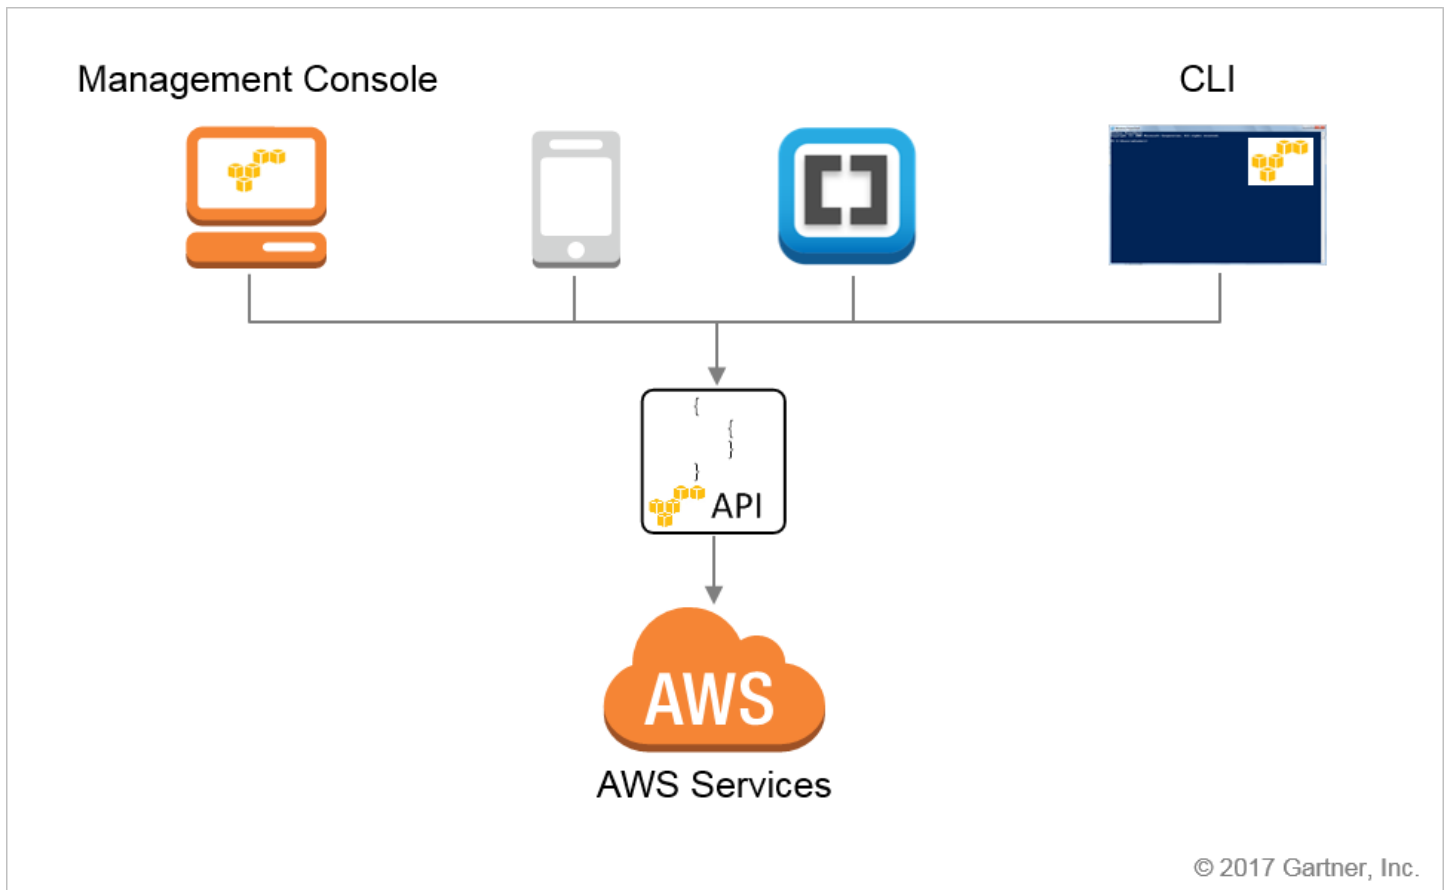 Management Console
CLI
{
{
}
}
API
AWS
AWS Services
© 2017 Gartner, Inc.